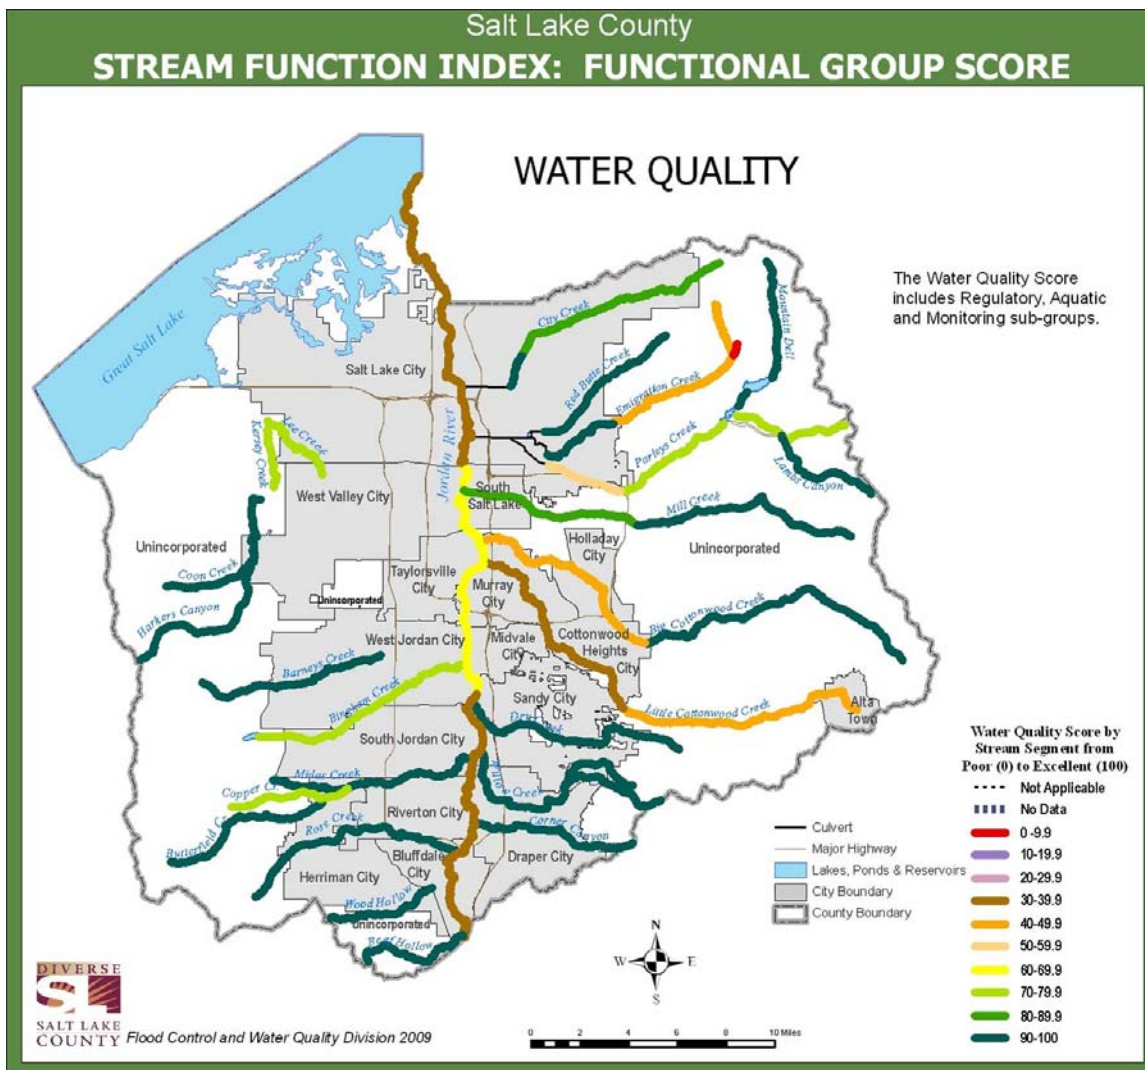 Salt Lake County
STREAM FUNCTION INDEX: FUNCTIONAL GROUP SCORE
WATER QUALITY
The Water Quality Score
includes Regulatory, Aquatic
and Monitoring sub-groups.
Great Salt Lake
Salt Lake City
City Creek
Mountain Dell
Red Butte Creek
Emigration Creek
Jordan River
Parleys Creek
Lambs Canyon
Lee Creek
Kersey Creek
West Valley City
South
Salt Lake
Mill Creek
Unincorporated
Holladay
City
Unincorporated
Coon Creek
Harkers Canyon
Taylorsville
City
Unincorporated
Murray
City
Big Cottonwood Creek
West Jordan City
Midvale
City
Cottonwood
Heights
City
Barneys Creek
Bingham Creek
Sandy City
Little Cottonwood Creek
Alta
Town
South Jordan City
Dry Creek
Midas Creek
Copper Cr.
Creek
Butterfield Cr.
Rose Creek
Riverton City
Corner Canyon
Bluffdale
City
Draper City
Herriman City
Wood Hollow
Unincorporated
Beef Hollow
Culvert
Major Highway
Lakes, Ponds & Reservoirs
City Boundary
County Boundary
Water Quality Score by
Stream Segment from
Poor (0) to Excellent (100)
Not Applicable
No Data
0 -9.9
10-19.9
20-29.9
30-39.9
40-49.9
50-59.9
60-69.9
70-79.9
80-89.9
90-100
N
W E
S
0 2 4 6 8 10 Miles
DIVERSE
SL
SALT LAKE
COUNTY
Flood Control and Water Quality Division 2009